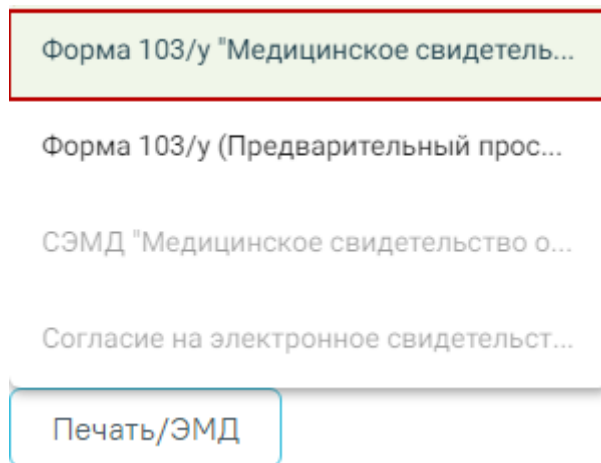 Форма 103/у "Медицинское свидетель...
Форма 103/у (Предварительный прос...
СЭМД "Медицинское свидетельство о...
Согласие на электронное свидетельст...
Печать/ЭМД